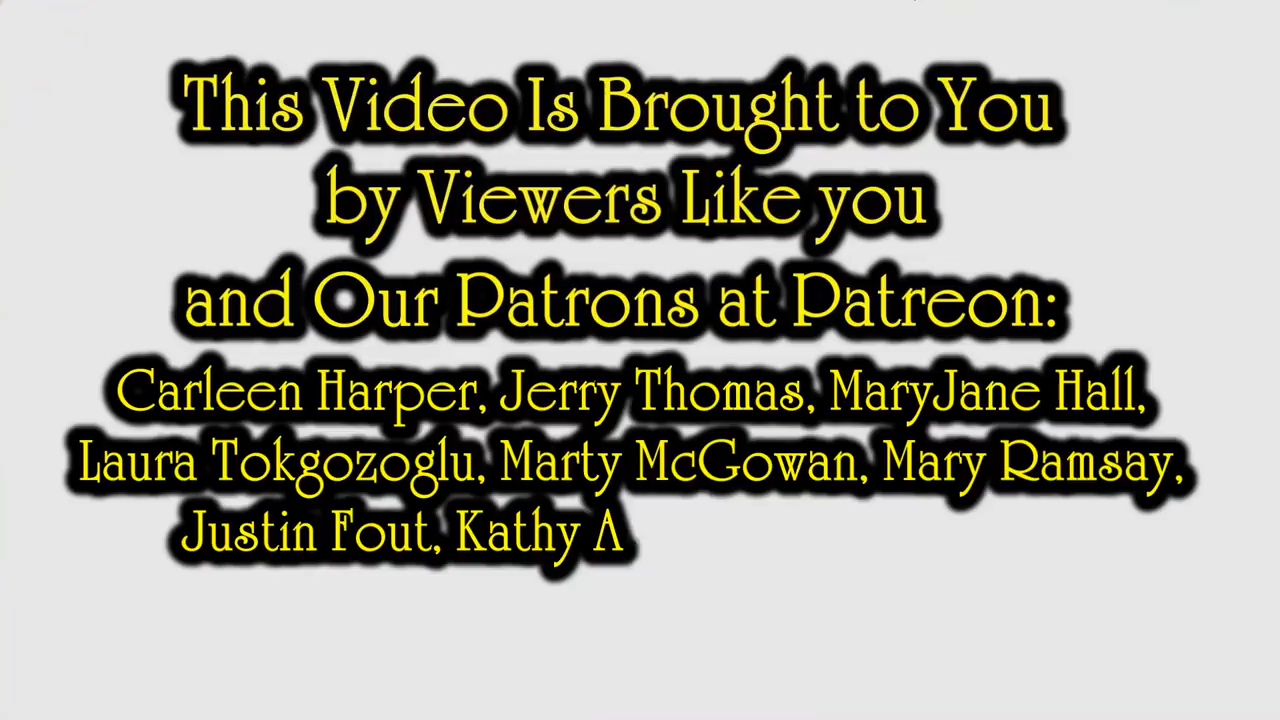 This Video Is Brought to You
by Viewers Like you
and Our Patrons at Patreon:
Carleen Harper, Jerry Thomas, MaryJane Hall,
Laura Tokgozoglu, Marty McGowan, Mary Ramsay,
Justin Fout, Kathy A